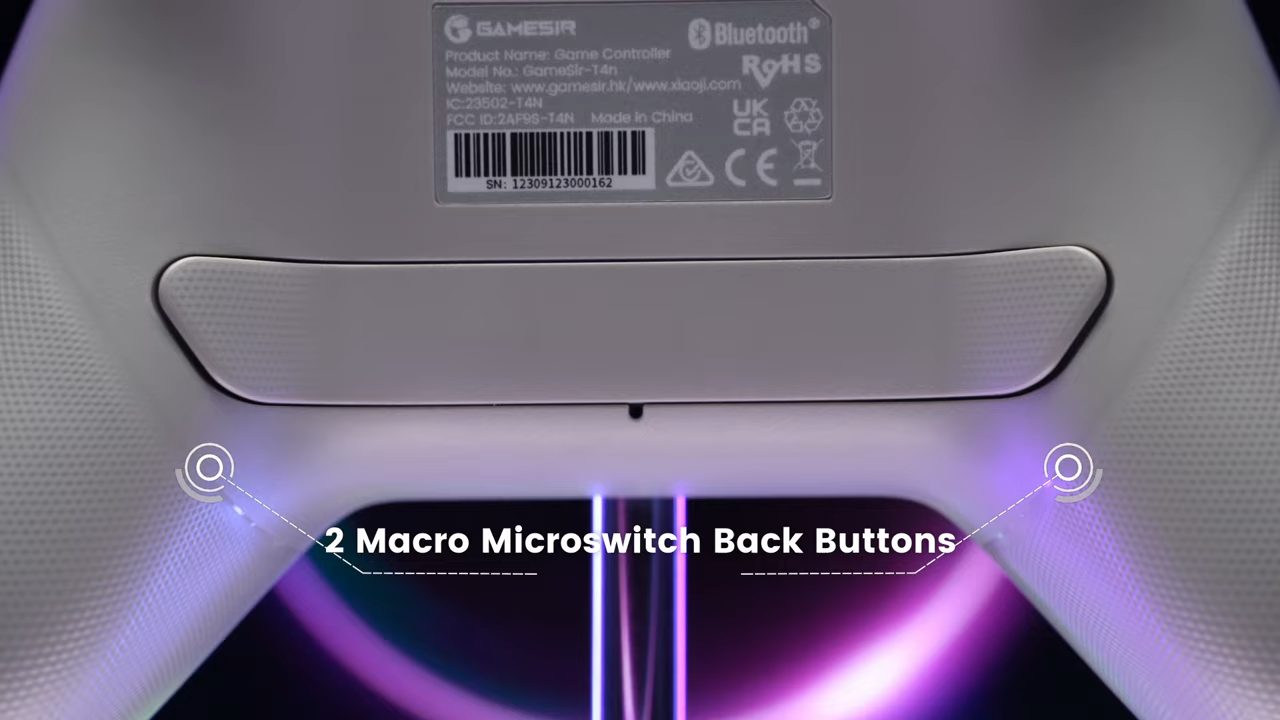 GAMESIR
Bluetooth®
Product Name: Game Controller
Model No.: GameSir-T4n
Website: www.gamesir.hk/www.xiaoji.com
RoHS
IC:23502-T4N
FCC ID:2AF9S-T4N Made in China
UK
CA
SN: 12309123000162
CE
2 Macro Microswitch Back Buttons